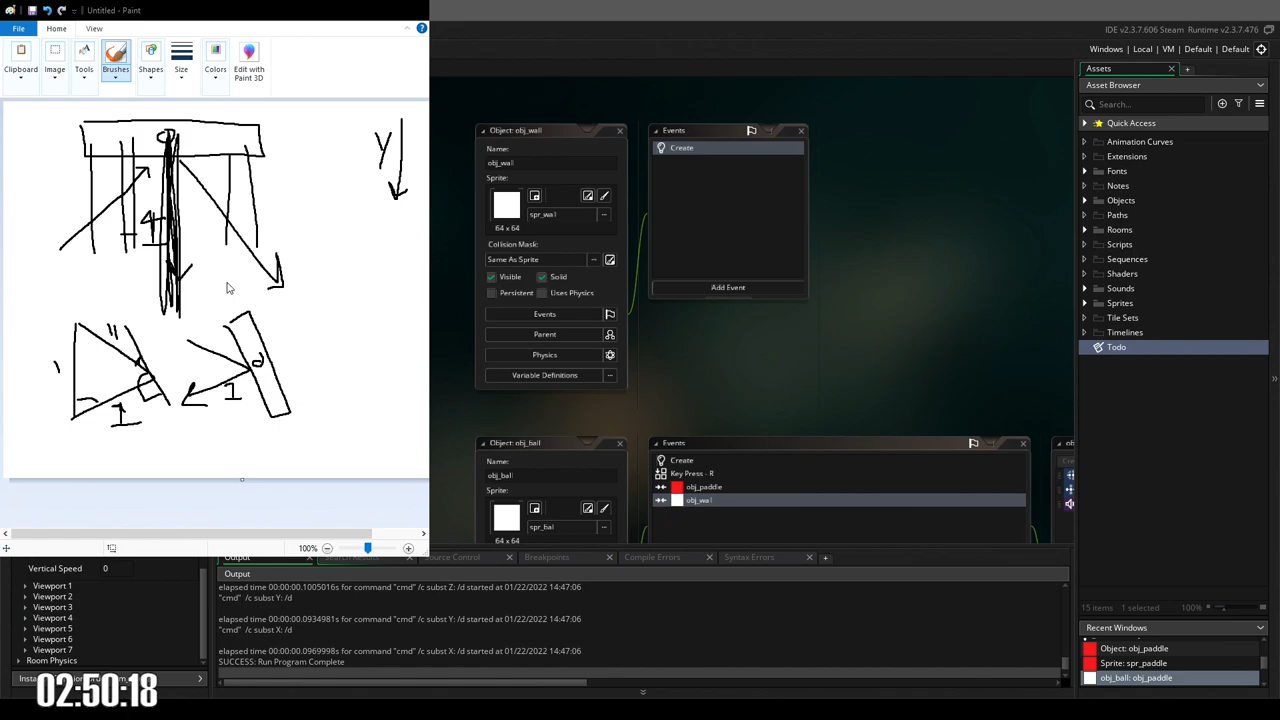 Untitled - Paint
File
Home
View
Clipboard
Image
Tools
Brushes
Shapes
Size
Colors
Edit with
Paint 3D
Y
4
1
1
100%
IDE v2.3.7.606 Steam Runtime v2.3.7.476
Windows | Local | VM | Default | Default
Object: obj_wall
Name:
obj_wall
Sprite:
spr_wall
64 x 64
Collision Mask:
Same As Sprite
Visible
Solid
Persistent
Uses Physics
Events
Parent
Physics
Variable Definitions
Events
Create
Add Event
Object: obj_ball
Name:
obj_ball
Sprite:
spr_ball
64 x 64
Events
Create
Key Press - R
obj_paddle
obj_wall
Assets
Asset Browser
Search...
Quick Access
Animation Curves
Extensions
Fonts
Notes
Objects
Paths
Rooms
Scripts
Sequences
Shaders
Sounds
Sprites
Tile Sets
Timelines
Todo
15 items
1 selected
100%
Recent Windows
Object: obj_paddle
Sprite: spr_paddle
obj_ball: obj_paddle
Vertical Speed
0
Viewport 1
Viewport 2
Viewport 3
Viewport 4
Viewport 5
Viewport 6
Viewport 7
Room Physics
Output
Search Results
Source Control
Breakpoints
Compile Errors
Syntax Errors
Output
elapsed time 00:00:00.1005016s for command "cmd" /c subst Z: /d started at 01/22/2022 14:47:06
"cmd" /c subst Y: /d
elapsed time 00:00:00.0934981s for command "cmd" /c subst Y: /d started at 01/22/2022 14:47:06
"cmd" /c subst X: /d
elapsed time 00:00:00.0969998s for command "cmd" /c subst X: /d started at 01/22/2022 14:47:06
SUCCESS: Run Program Complete
02:50:18